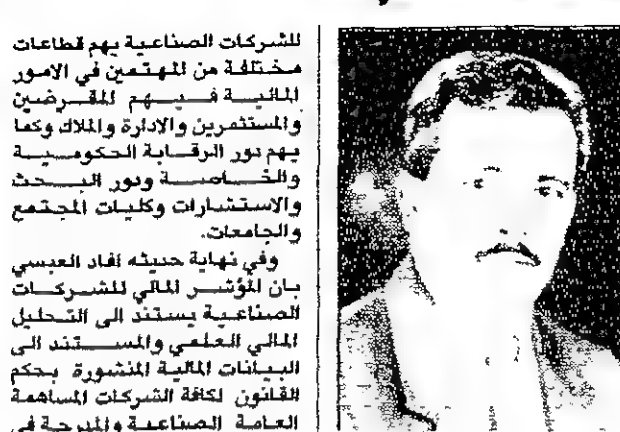 للشركات الصناعية يهم قطاعات
مختلفة من المهتمين في الامور
المالية فيهم المقرضين
والمستثمرين والادارة والملاك وكما
يهم دور الرقابة الحكومية
والخاصة ودور البحث
والاستشارات وكليات المجتمع
والجامعات.
وفي نهاية حديثه افاد العبسي
بان المؤشر المالي للشركات
الصناعية يستند الى التحليل
المالي العلمي والمستند الى
البيانات المالية المنشورة بحكم
القانون لكافة الشركات المساهمة
العامة الصناعية والمدرجة في